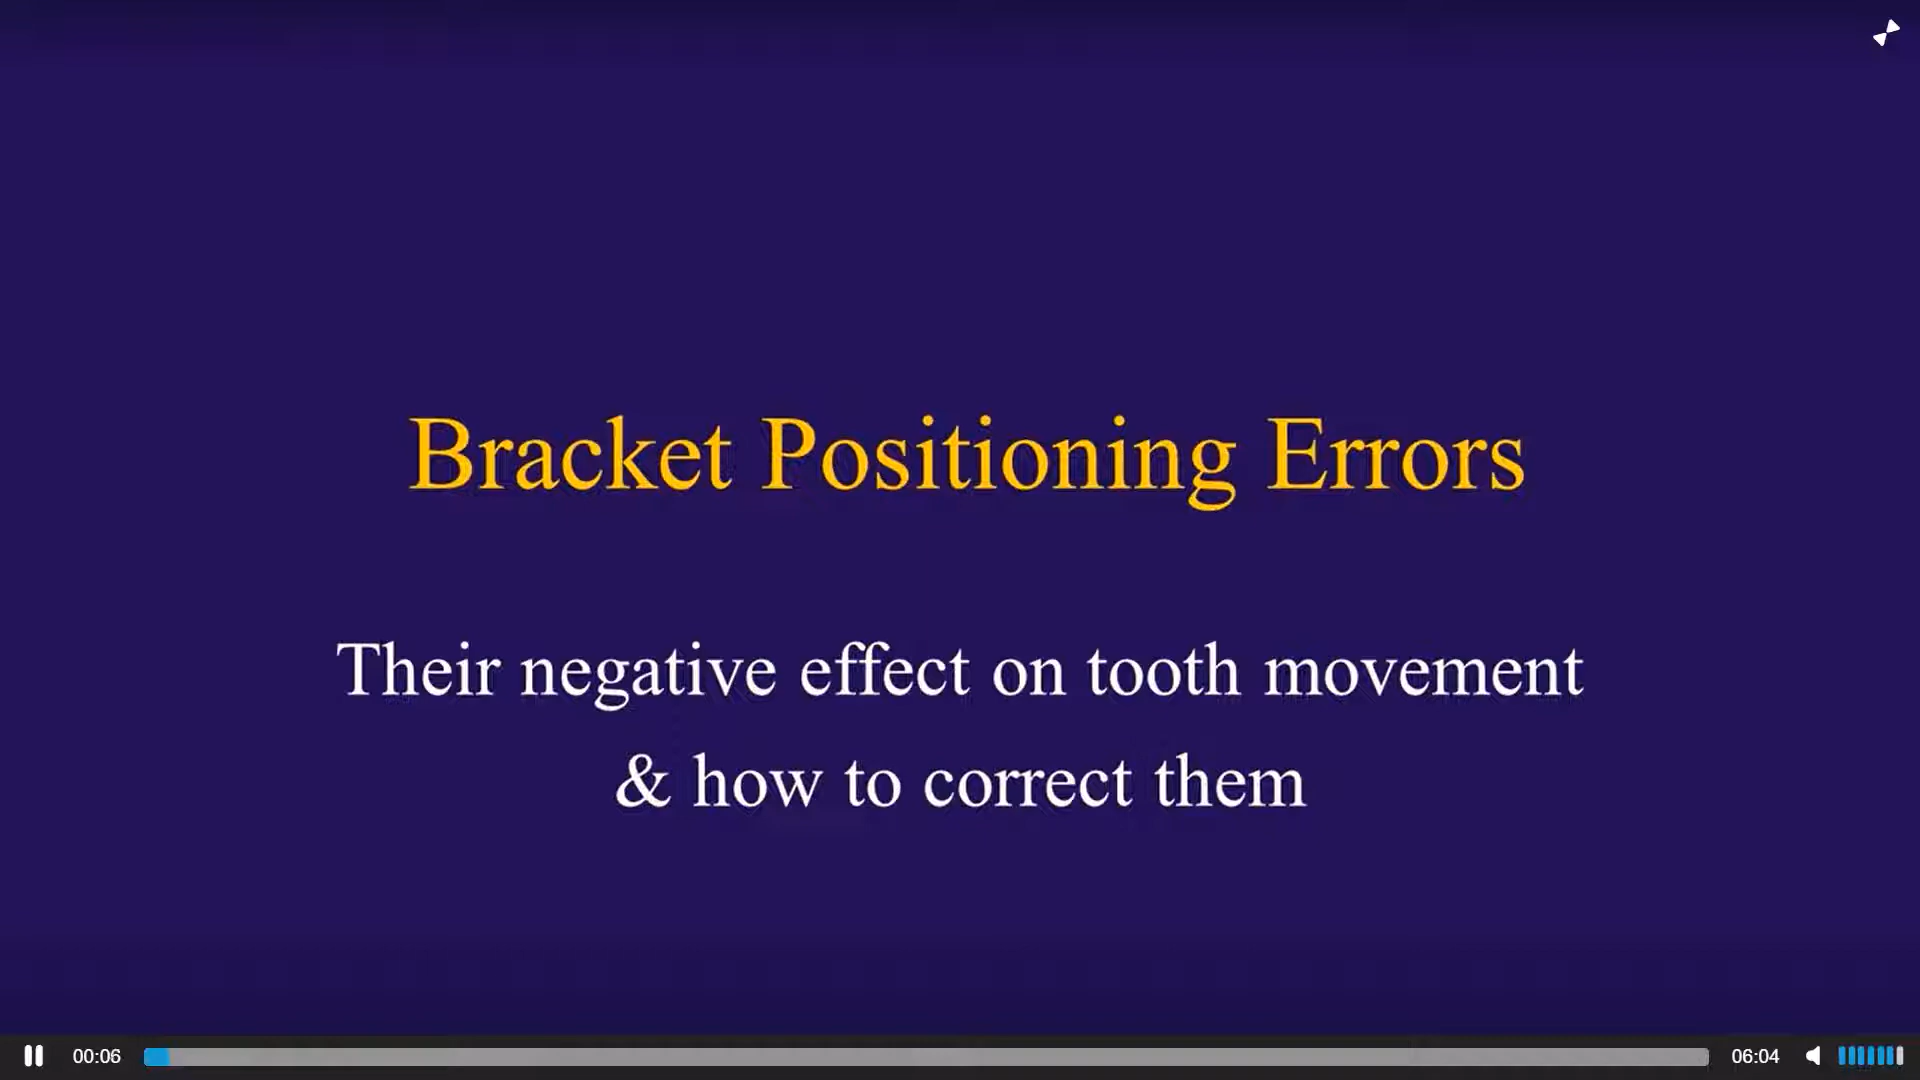 Bracket Positioning Errors
Their negative effect on tooth movement
& how to correct them
00:06
06:04